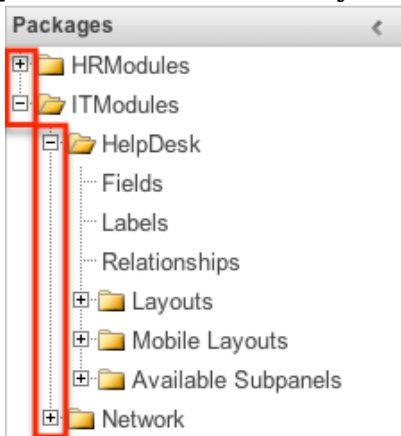 Packages
HRModules
ITModules
HelpDesk
Fields
Labels
Relationships
Layouts
Mobile Layouts
Available Subpanels
Network